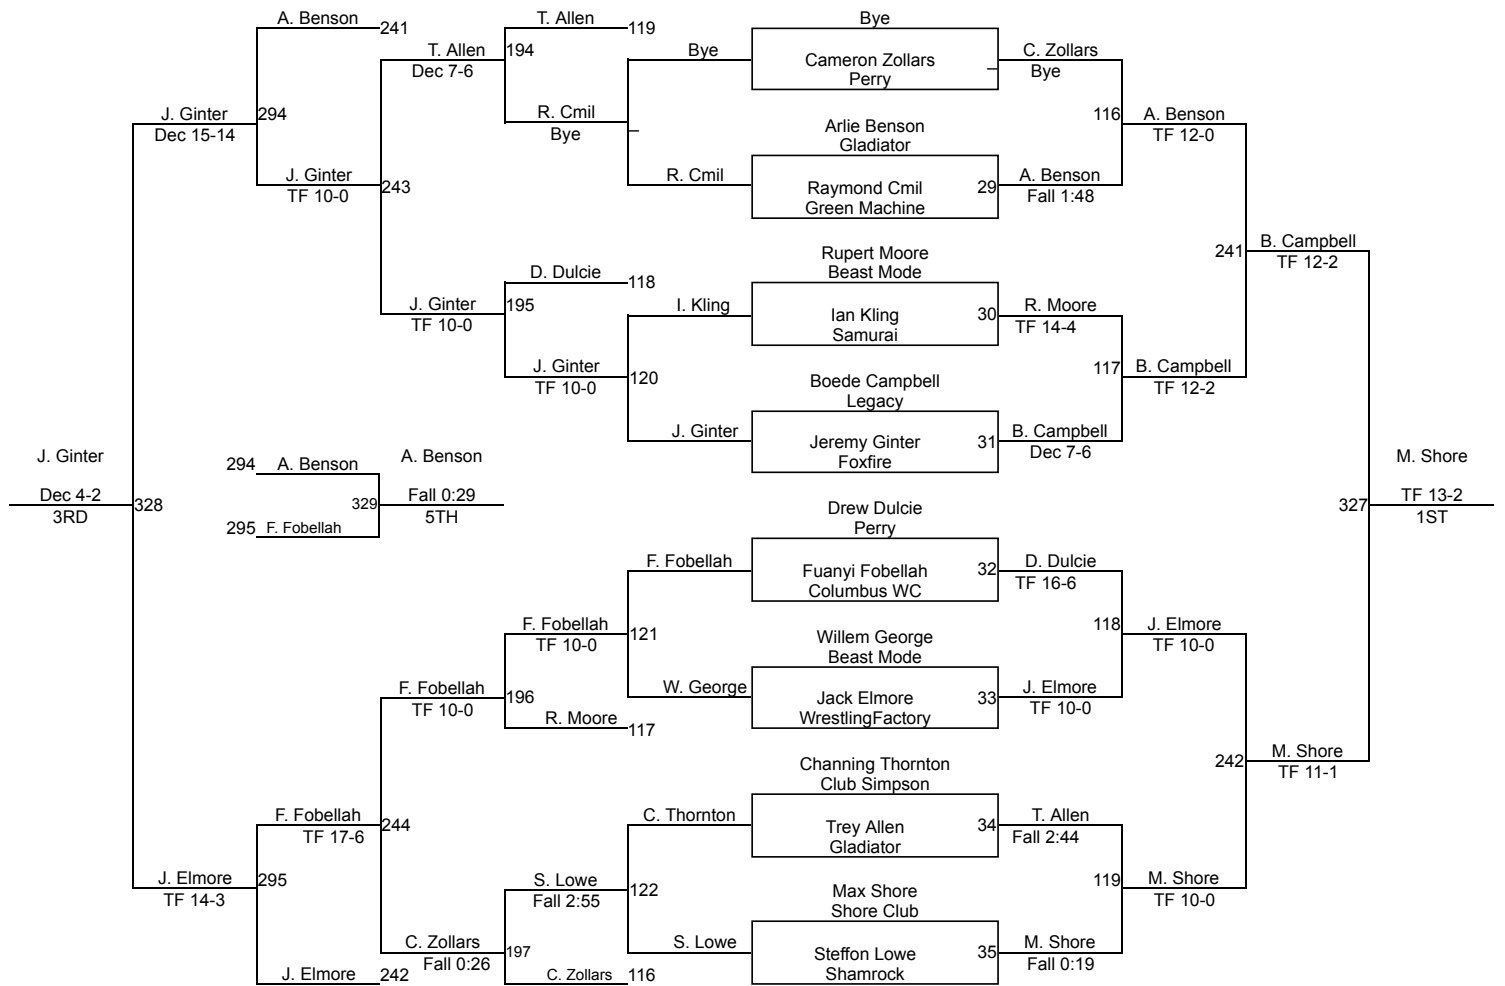 A. Benson
241
T. Allen
Dec 7-6
194
T. Allen
119
R. Cmil
Bye
J. Ginter
Dec 15-14
294
J. Ginter
TF 10-0
243
J. Ginter
TF 10-0
195
D. Dulcie
118
J. Ginter
TF 10-0
120
Bye
R. Cmil
I. Kling
J. Ginter
Bye
Cameron Zollars
Perry
C. Zollars
Bye
Arlie Benson
Gladiator
Raymond Cmil
Green Machine
29
A. Benson
Fall 1:48
116
A. Benson
TF 12-0
Rupert Moore
Beast Mode
Ian Kling
Samurai
30
R. Moore
TF 14-4
Boede Campbell
Legacy
Jeremy Ginter
Foxfire
31
B. Campbell
Dec 7-6
117
B. Campbell
TF 12-2
241
B. Campbell
TF 12-2
J. Ginter
Dec 4-2
3RD
328
294
A. Benson
295
F. Fobellah
329
A. Benson
Fall 0:29
5TH
327
M. Shore
TF 13-2
1ST
F. Fobellah
W. George
F. Fobellah
TF 10-0
121
F. Fobellah
TF 10-0
196
R. Moore
117
Drew Dulcie
Perry
Fuanyi Fobellah
Columbus WC
32
D. Dulcie
TF 16-6
Willem George
Beast Mode
Jack Elmore
WrestlingFactory
33
J. Elmore
TF 10-0
118
J. Elmore
TF 10-0
242
M. Shore
TF 11-1
F. Fobellah
TF 17-6
244
J. Elmore
TF 14-3
295
C. Zollars
Fall 0:26
197
J. Elmore
242
S. Lowe
Fall 2:55
122
C. Zollars
116
C. Thornton
S. Lowe
Channing Thornton
Club Simpson
Trey Allen
Gladiator
34
T. Allen
Fall 2:44
Max Shore
Shore Club
Steffon Lowe
Shamrock
35
M. Shore
Fall 0:19
119
M. Shore
TF 10-0